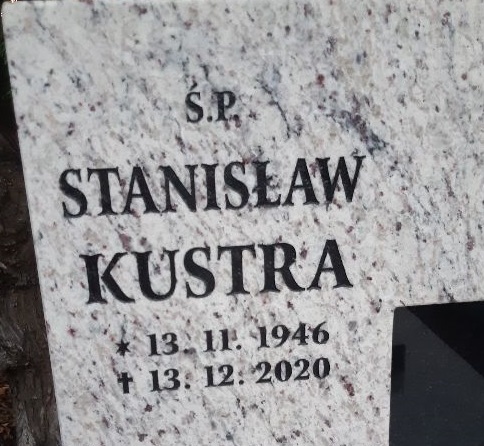 Ś.P.
STANISŁAW
KUSTRA
* 13. 11. 1946
✝ 13. 12. 2020